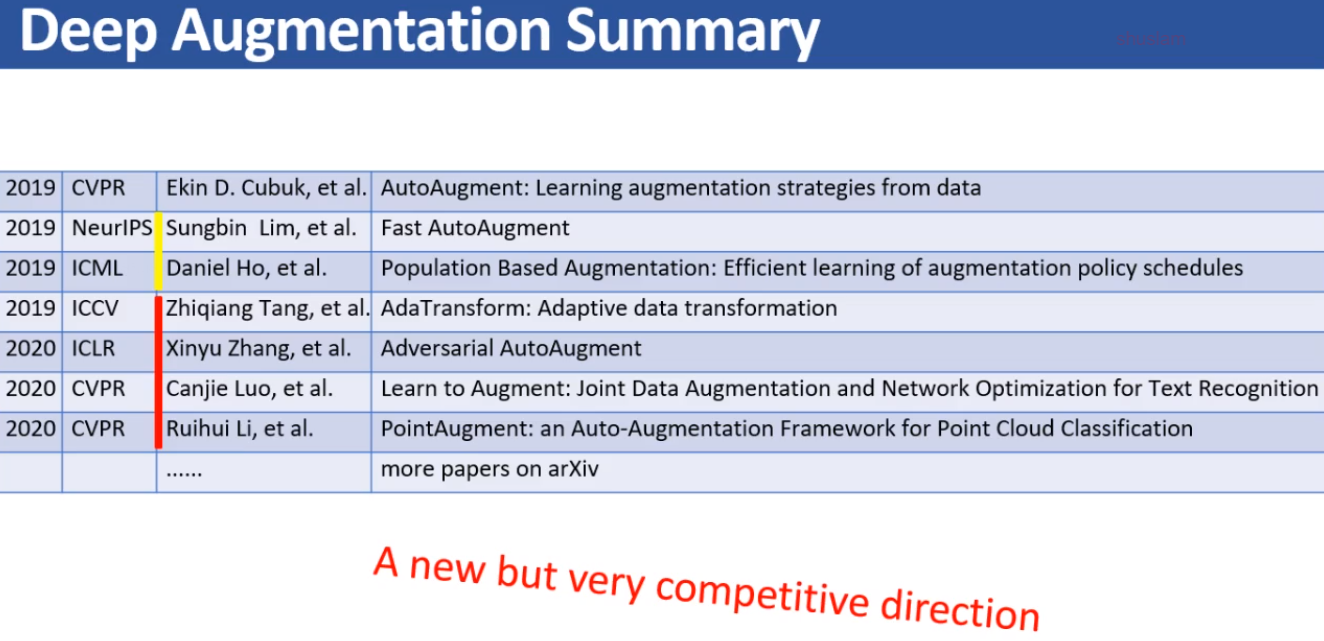 Deep Augmentation Summary
2019 CVPR Ekin D. Cubuk, et al. AutoAugment: Learning augmentation strategies from data
2019 NeurIPS Sungbin Lim, et al. Fast AutoAugment
2019 ICML Daniel Ho, et al. Population Based Augmentation: Efficient learning of augmentation policy schedules
2019 ICCV Zhiqiang Tang, et al. AdaTransform: Adaptive data transformation
2020 ICLR Xinyu Zhang, et al. Adversarial AutoAugment
2020 CVPR Canjie Luo, et al. Learn to Augment: Joint Data Augmentation and Network Optimization for Text Recognition
2020 CVPR Ruihui Li, et al. PointAugment: an Auto-Augmentation Framework for Point Cloud Classification
...... more papers on arXiv
A new but very competitive direction